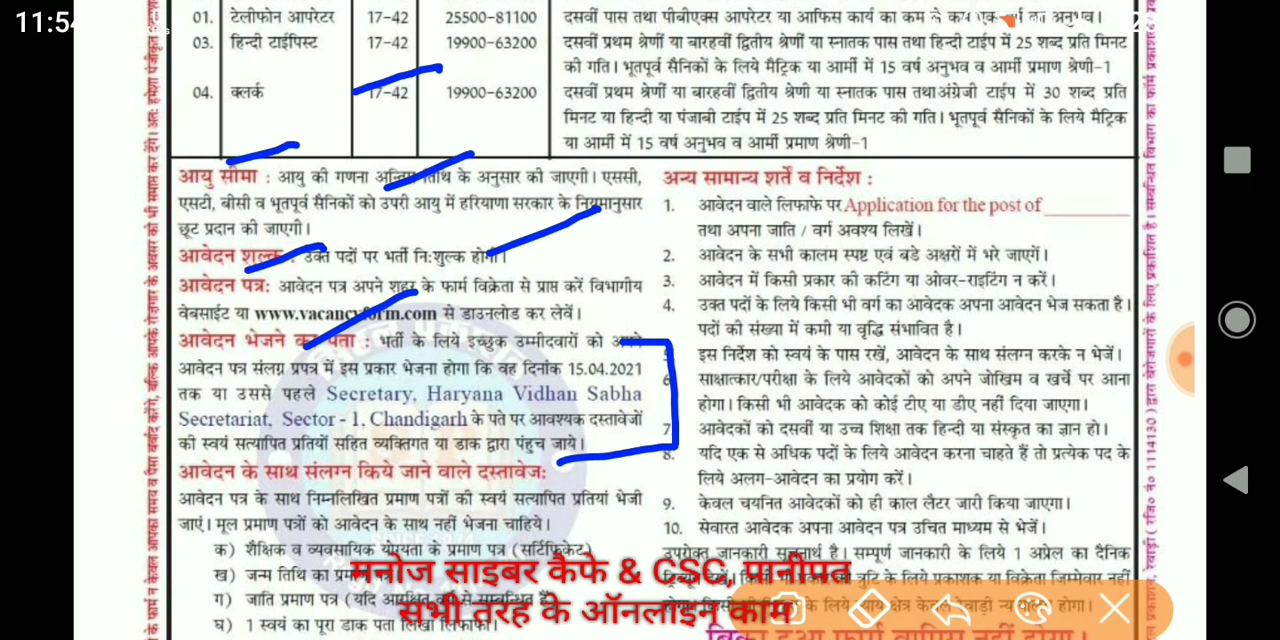 11:54
01. टेलीफोन आपरेटर 17-42 25500-81100 दसवीं पास तथा पीबीएक्स आपरेटर या आफिस कार्य का कम से कम एक वर्ष का अनुभव।
03. हिन्दी टाईपिस्ट 17-42 19900-63200 दसवीं प्रथम श्रेणीं या बारहवीं द्वितीय श्रेणीं या स्नातक पास तथा हिन्दी टाईप में 25 शब्द प्रति मिनट
की गति। भूतपूर्व सैनिकों के लिये मैट्रिक या आर्मी में 15 वर्ष अनुभव व आर्मी प्रमाण श्रेणी-1
04. क्लर्क 17-42 19900-63200 दसवीं प्रथम श्रेणीं या बारहवीं द्वितीय श्रेणी या स्नातक पास तथा अंग्रेजी टाईप में 30 शब्द प्रति
मिनट या हिन्दी या पंजाबी टाईप में 25 शब्द प्रति मिनट की गति। भूतपूर्व सैनिकों के लिये मैट्रिक
या आर्मी में 15 वर्ष अनुभव व आर्मी प्रमाण श्रेणी-1
आयु सीमा : आयु की गणना अन्तिम तिथि के अनुसार की जाएगी। एससी,
एसटी, बीसी व भूतपूर्व सैनिकों को उपरी आयु में हरियाणा सरकार के नियमानुसार
छूट प्रदान की जाएगी।
आवेदन शुल्क : उक्त पदों पर भर्ती नि:शुल्क होगी।
आवेदन पत्र: आवेदन पत्र अपने शहर के फार्म विक्रेता से प्राप्त करें विभागीय
वेबसाईट या www.vacancyform.com से डाउनलोड कर लेवें।
आवेदन भेजने का पता : भर्ती के लिये इच्छुक उम्मीदवारों को अपने
आवेदन पत्र संलग्न प्रपत्र में इस प्रकार भेजना होगा कि वह दिनांक 15.04.2021
तक या उससे पहले Secretary, Haryana Vidhan Sabha
Secretariat, Sector - 1, Chandigarh के पते पर आवश्यक दस्तावेजों
की स्वयं सत्यापित प्रतियों सहित व्यक्तिगत या डाक द्वारा पंहुच जाये।
आवेदन के साथ संलग्न किये जाने वाले दस्तावेज:
आवेदन पत्र के साथ निम्नलिखित प्रमाण पत्रों की स्वयं सत्यापित प्रतियां भेजी
जाएं। मूल प्रमाण पत्रों को आवेदन के साथ नहीं भेजना चाहिये।
क) शैक्षिक व व्यवसायिक योग्यता के प्रमाण पत्र (सर्टिफिकेट)
ख) जन्म तिथि का प्रमाण
ग) जाति प्रमाण पत्र (यदि आरक्षित वर्ग से सम्बन्धित हैं
घ) 1 स्वयं का पूरा डाक पता लिखा लिफाफा।
अन्य सामान्य शर्तें व निर्देश :
1. आवेदन वाले लिफाफे पर Application for the post of ________
तथा अपना जाति / वर्ग अवश्य लिखें।
2. आवेदन के सभी कालम स्पष्ट एवं बडे अक्षरों में भरे जाएगें।
3. आवेदन में किसी प्रकार की कटिंग या ओवर-राइटिंग न करें।
4. उक्त पदों के लिये किसी भी वर्ग का आवेदक अपना आवेदन भेज सकता है।
पदों की संख्या में कमी या वृद्धि संभावित है।
5 इस निर्देश को स्वयं के पास रखें, आवेदन के साथ संलग्न करके न भेजें।
6 साक्षात्कार/परीक्षा के लिये आवेदकों को अपने जोखिम व खर्चे पर आना
होगा। किसी भी आवेदक को कोई टीए या डीए नहीं दिया जाएगा।
7 आवेदकों को दसवीं या उच्च शिक्षा तक हिन्दी या संस्कृत का ज्ञान हो।
8. यदि एक से अधिक पदों के लिये आवेदन करना चाहते हैं तो प्रत्येक पद के
लिये अलग-आवेदन का प्रयोग करें।
9. केवल चयनित आवेदकों को ही काल लैटर जारी किया जाएगा।
10. सेवारत आवेदक अपना आवेदन पत्र उचित माध्यम से भेजें।
उपरोक्त जानकारी सूचनार्थ है। सम्पूर्ण जानकारी के लिये 1 अप्रेल का दैनिक
मनोज साइबर कैफे & CSC, पानीपत
सभी तरह के ऑनलाइन काम